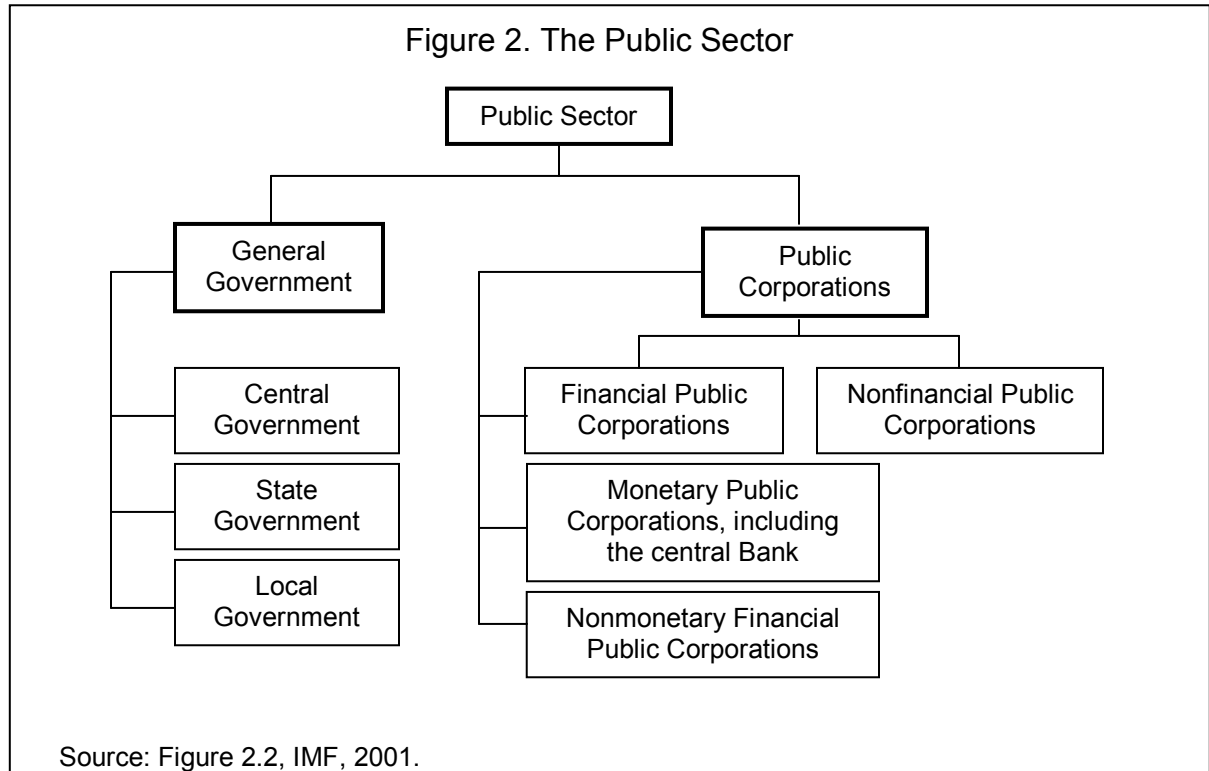 Figure 2. The Public Sector
Public Sector
General
Government
Public
Corporations
Central
Government
Financial Public
Corporations
Nonfinancial Public
Corporations
State
Government
Monetary Public
Corporations, including
the central Bank
Local
Government
Nonmonetary Financial
Public Corporations
Source: Figure 2.2, IMF, 2001.